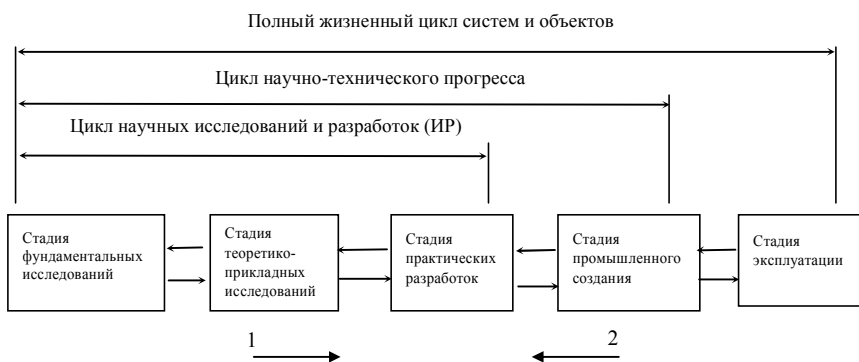 Полный жизненный цикл систем и объектов
Цикл научно-технического прогресса
Цикл научных исследований и разработок (ИР)
Стадия
фундаментальных
исследований
Стадия
теоретико-
прикладных
исследований
Стадия
практических
разработок
Стадия
промышленного
создания
Стадия
эксплуатации
1
2